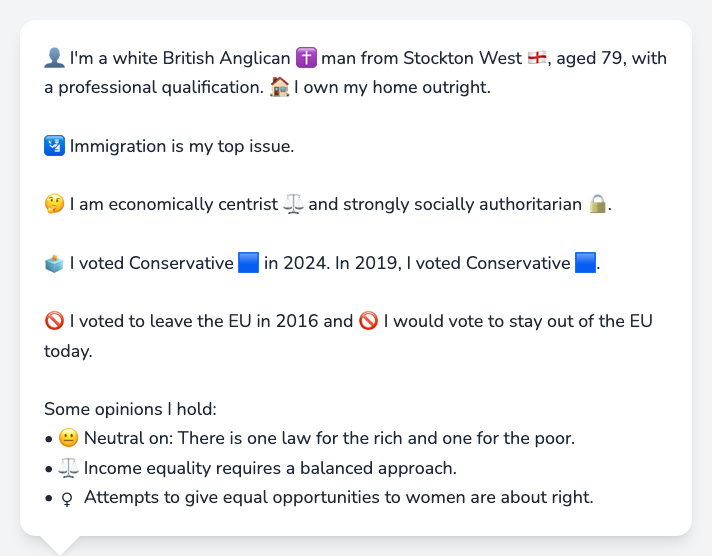 👤 I'm a white British Anglican ✝️ man from Stockton West 🏴󠁧󠁢󠁥󠁮󠁧󠁿, aged 79, with
a professional qualification. 🏠 I own my home outright.
🛂 Immigration is my top issue.
🤔 I am economically centrist ⚖️ and strongly socially authoritarian 🔒.
🗳️ I voted Conservative 🟦 in 2024. In 2019, I voted Conservative 🟦.
🚫 I voted to leave the EU in 2016 and 🚫 I would vote to stay out of the EU
today.
Some opinions I hold:
• 😐 Neutral on: There is one law for the rich and one for the poor.
• ⚖️ Income equality requires a balanced approach.
• ♀ Attempts to give equal opportunities to women are about right.